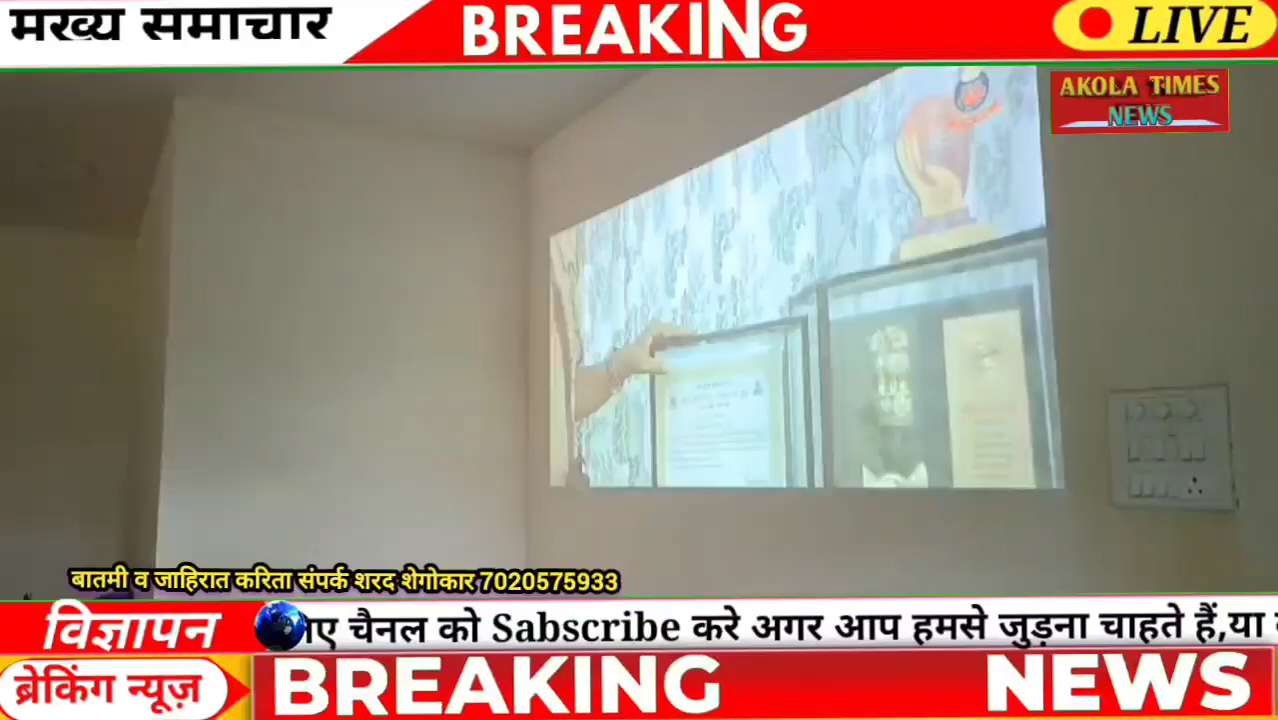 मुख्य समाचार
BREAKING
LIVE
AKOLA TIMES
NEWS
बातमी व जाहिरात करिता संपर्क शरद शेगोकार 7020575933
विज्ञापन
चैनल को Sabscribe करे अगर आप हमसे जुड़ना चाहते हैं,या
ब्रेकिंग न्यूज़
BREAKING NEWS